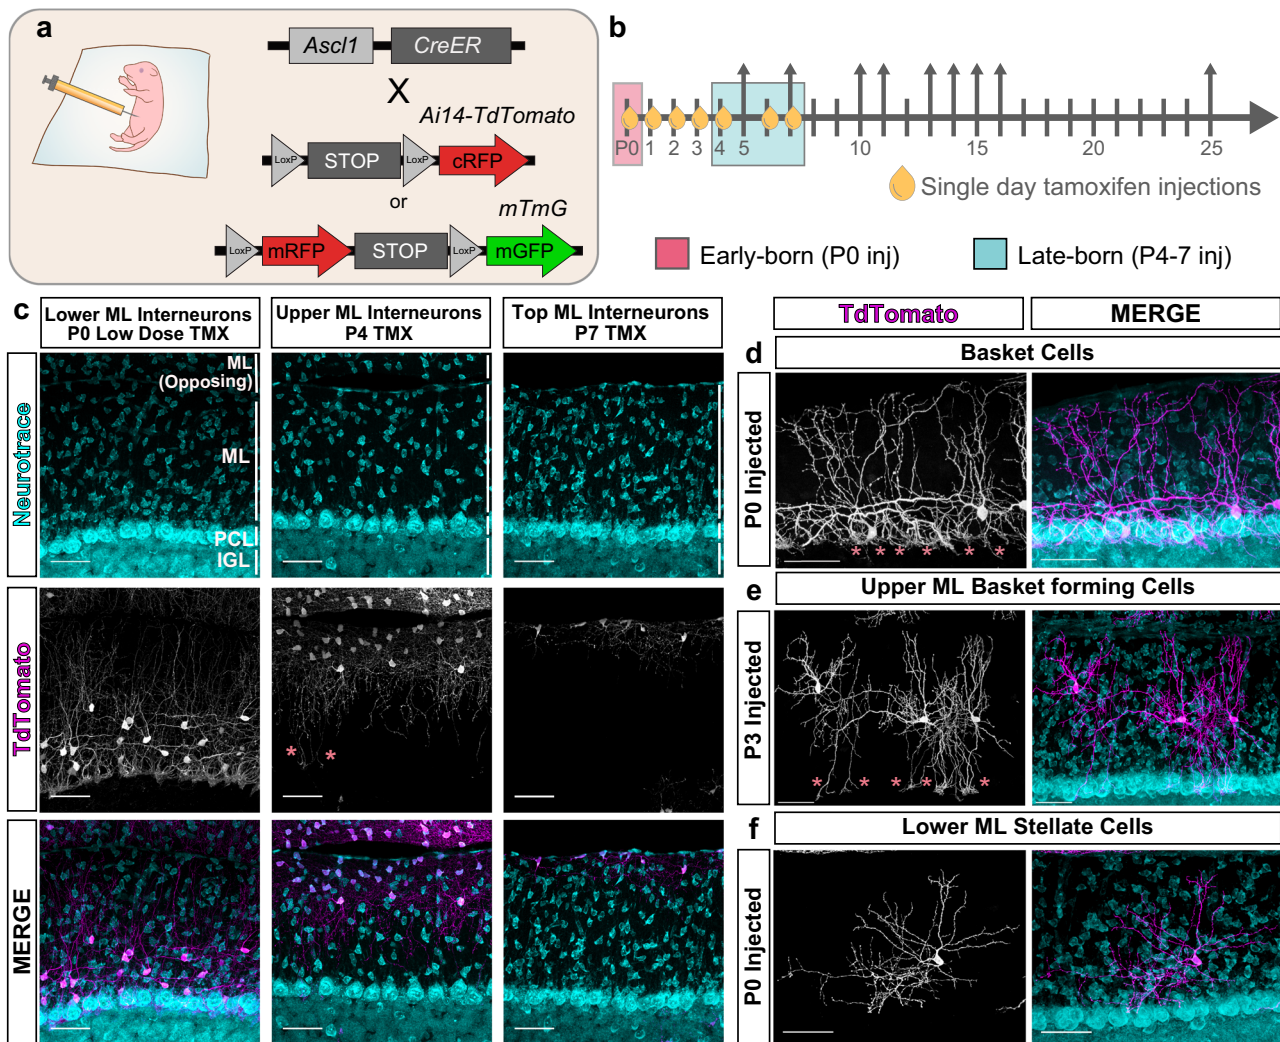 a
Ascl1 CreER
X
Ai14-TdTomato
LoxP STOP LoxP cRFP
or
mTmG
LoxP mRFP STOP LoxP mGFP
b
P0 1 2 3 4 5 10 15 20 25
Single day tamoxifen injections
Early-born (P0 inj)
Late-born (P4-7 inj)
c
Lower ML Interneurons
P0 Low Dose TMX
Upper ML Interneurons
P4 TMX
Top ML Interneurons
P7 TMX
Neurotrace
ML
(Opposing)
ML
PCL
IGL
TdTomato
* *
MERGE
TdTomato
MERGE
d
Basket Cells
P0 Injected
* * * * * *
e
Upper ML Basket forming Cells
P3 Injected
* * * * *
f
Lower ML Stellate Cells
P0 Injected